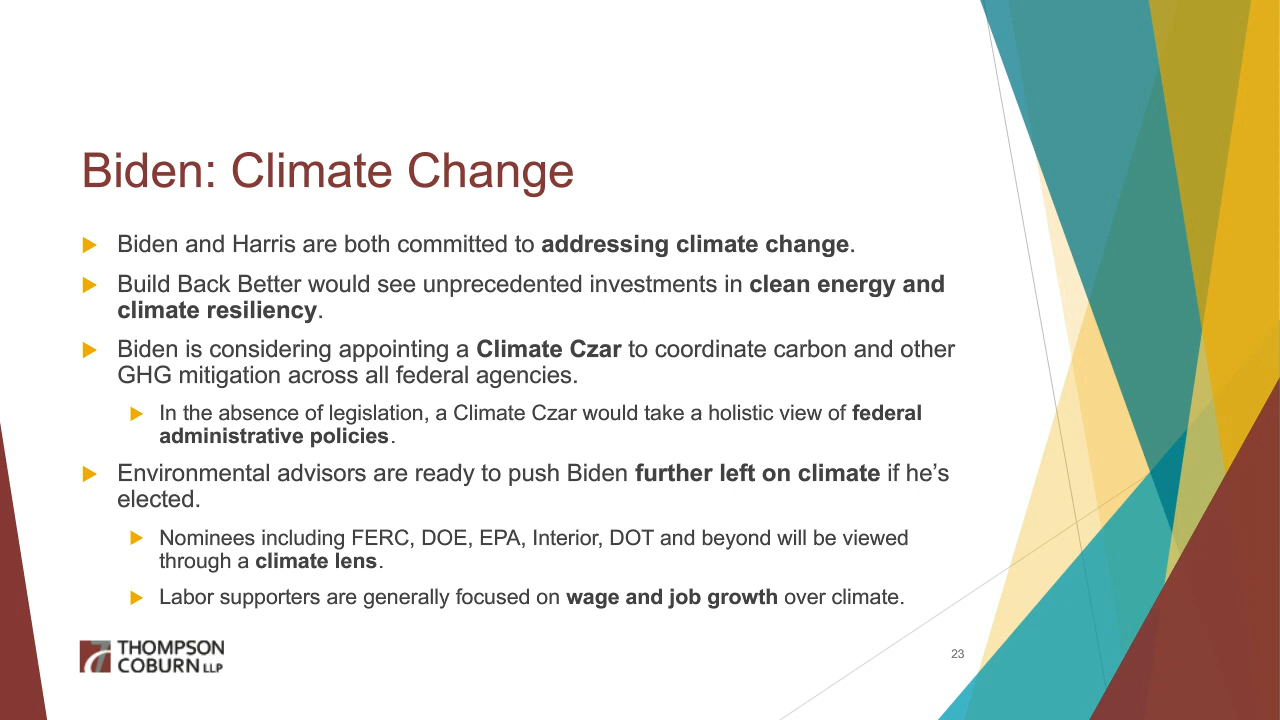 Biden: Climate Change
Biden and Harris are both committed to addressing climate change.
Build Back Better would see unprecedented investments in clean energy and
climate resiliency.
Biden is considering appointing a Climate Czar to coordinate carbon and other
GHG mitigation across all federal agencies.
In the absence of legislation, a Climate Czar would take a holistic view of federal
administrative policies.
Environmental advisors are ready to push Biden further left on climate if he’s
elected.
Nominees including FERC, DOE, EPA, Interior, DOT and beyond will be viewed
through a climate lens.
Labor supporters are generally focused on wage and job growth over climate.
THOMPSON
COBURN LLP
23